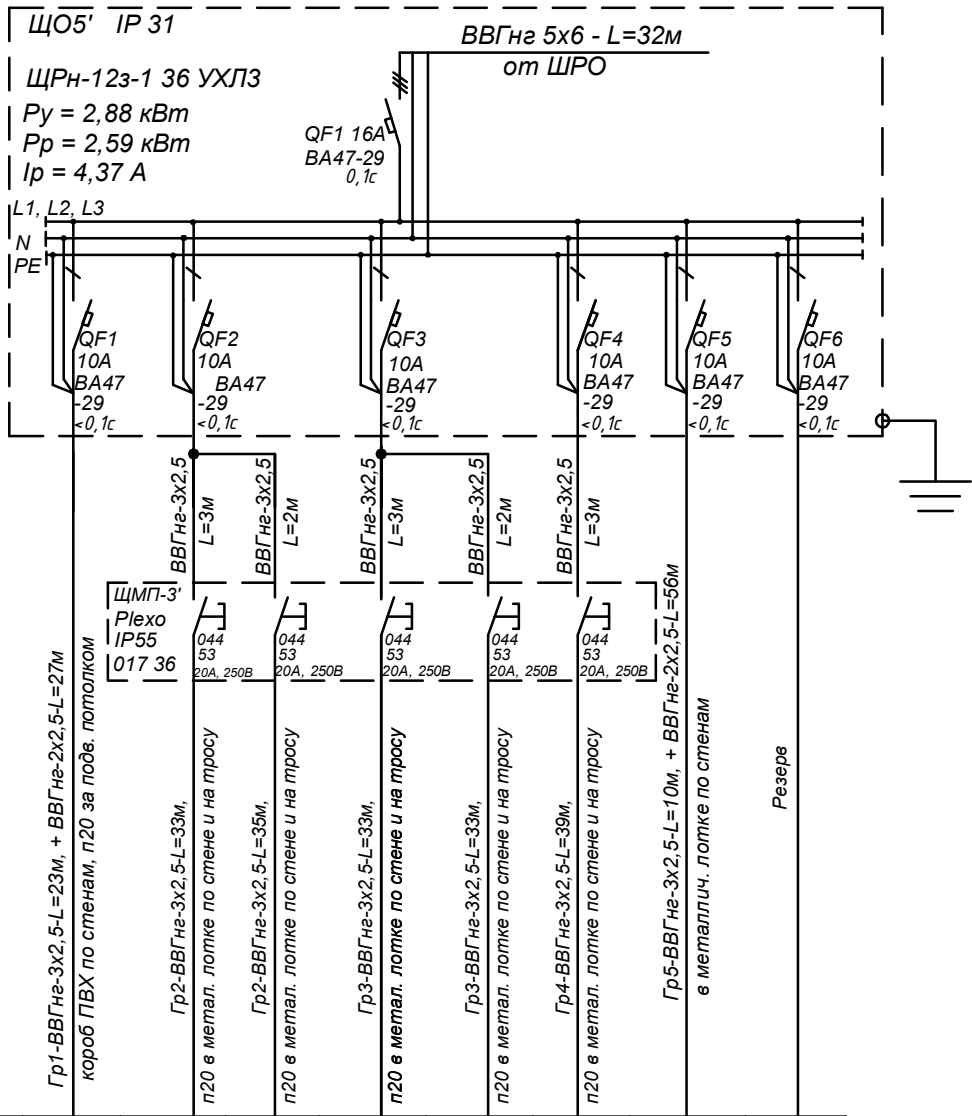 ЩО5' IP 31
ВВГнг 5х6 - L=32м
от ШРО
ЩРн-12з-1 36 УХЛ3
Ру = 2,88 кВт
Рр = 2,59 кВт
Iр = 4,37 А
QF1 16А
ВА47-29
0,1с
L1, L2, L3
N
PE
QF1
10А
ВА47
-29
<0,1с
QF2
10А
ВА47
-29
<0,1с
QF3
10А
ВА47
-29
<0,1с
QF4
10А
ВА47
-29
<0,1с
QF5
10А
ВА47
-29
<0,1с
QF6
10А
ВА47
-29
<0,1с
ВВГнг-3х2,5
L=3м
ВВГнг-3х2,5
L=2м
ВВГнг-3х2,5
L=3м
ВВГнг-3х2,5
L=2м
ВВГнг-3х2,5
L=3м
ЩМП-3'
Plexo
IP55
017 36
044
53
20А, 250В
044
53
20А, 250В
044
53
20А, 250В
044
53
20А, 250В
044
53
20А, 250В
Гр1-ВВГнг-3х2,5-L=23м, + ВВГнг-2х2,5-L=27м
короб ПВХ по стенам, п20 за подв. потолком
Гр2-ВВГнг-3х2,5-L=33м,
п20 в метал. лотке по стене и на тросу
Гр2-ВВГнг-3х2,5-L=35м,
п20 в метал. лотке по стене и на тросу
Гр3-ВВГнг-3х2,5-L=33м,
п20 в метал. лотке по стене и на тросу
Гр3-ВВГнг-3х2,5-L=33м,
п20 в метал. лотке по стене и на тросу
Гр4-ВВГнг-3х2,5-L=39м,
п20 в метал. лотке по стене и на тросу
Гр5-ВВГнг-3х2,5-L=10м, + ВВГнг-2х2,5-L=56м
в металлич. лотке по стенам
Резерв